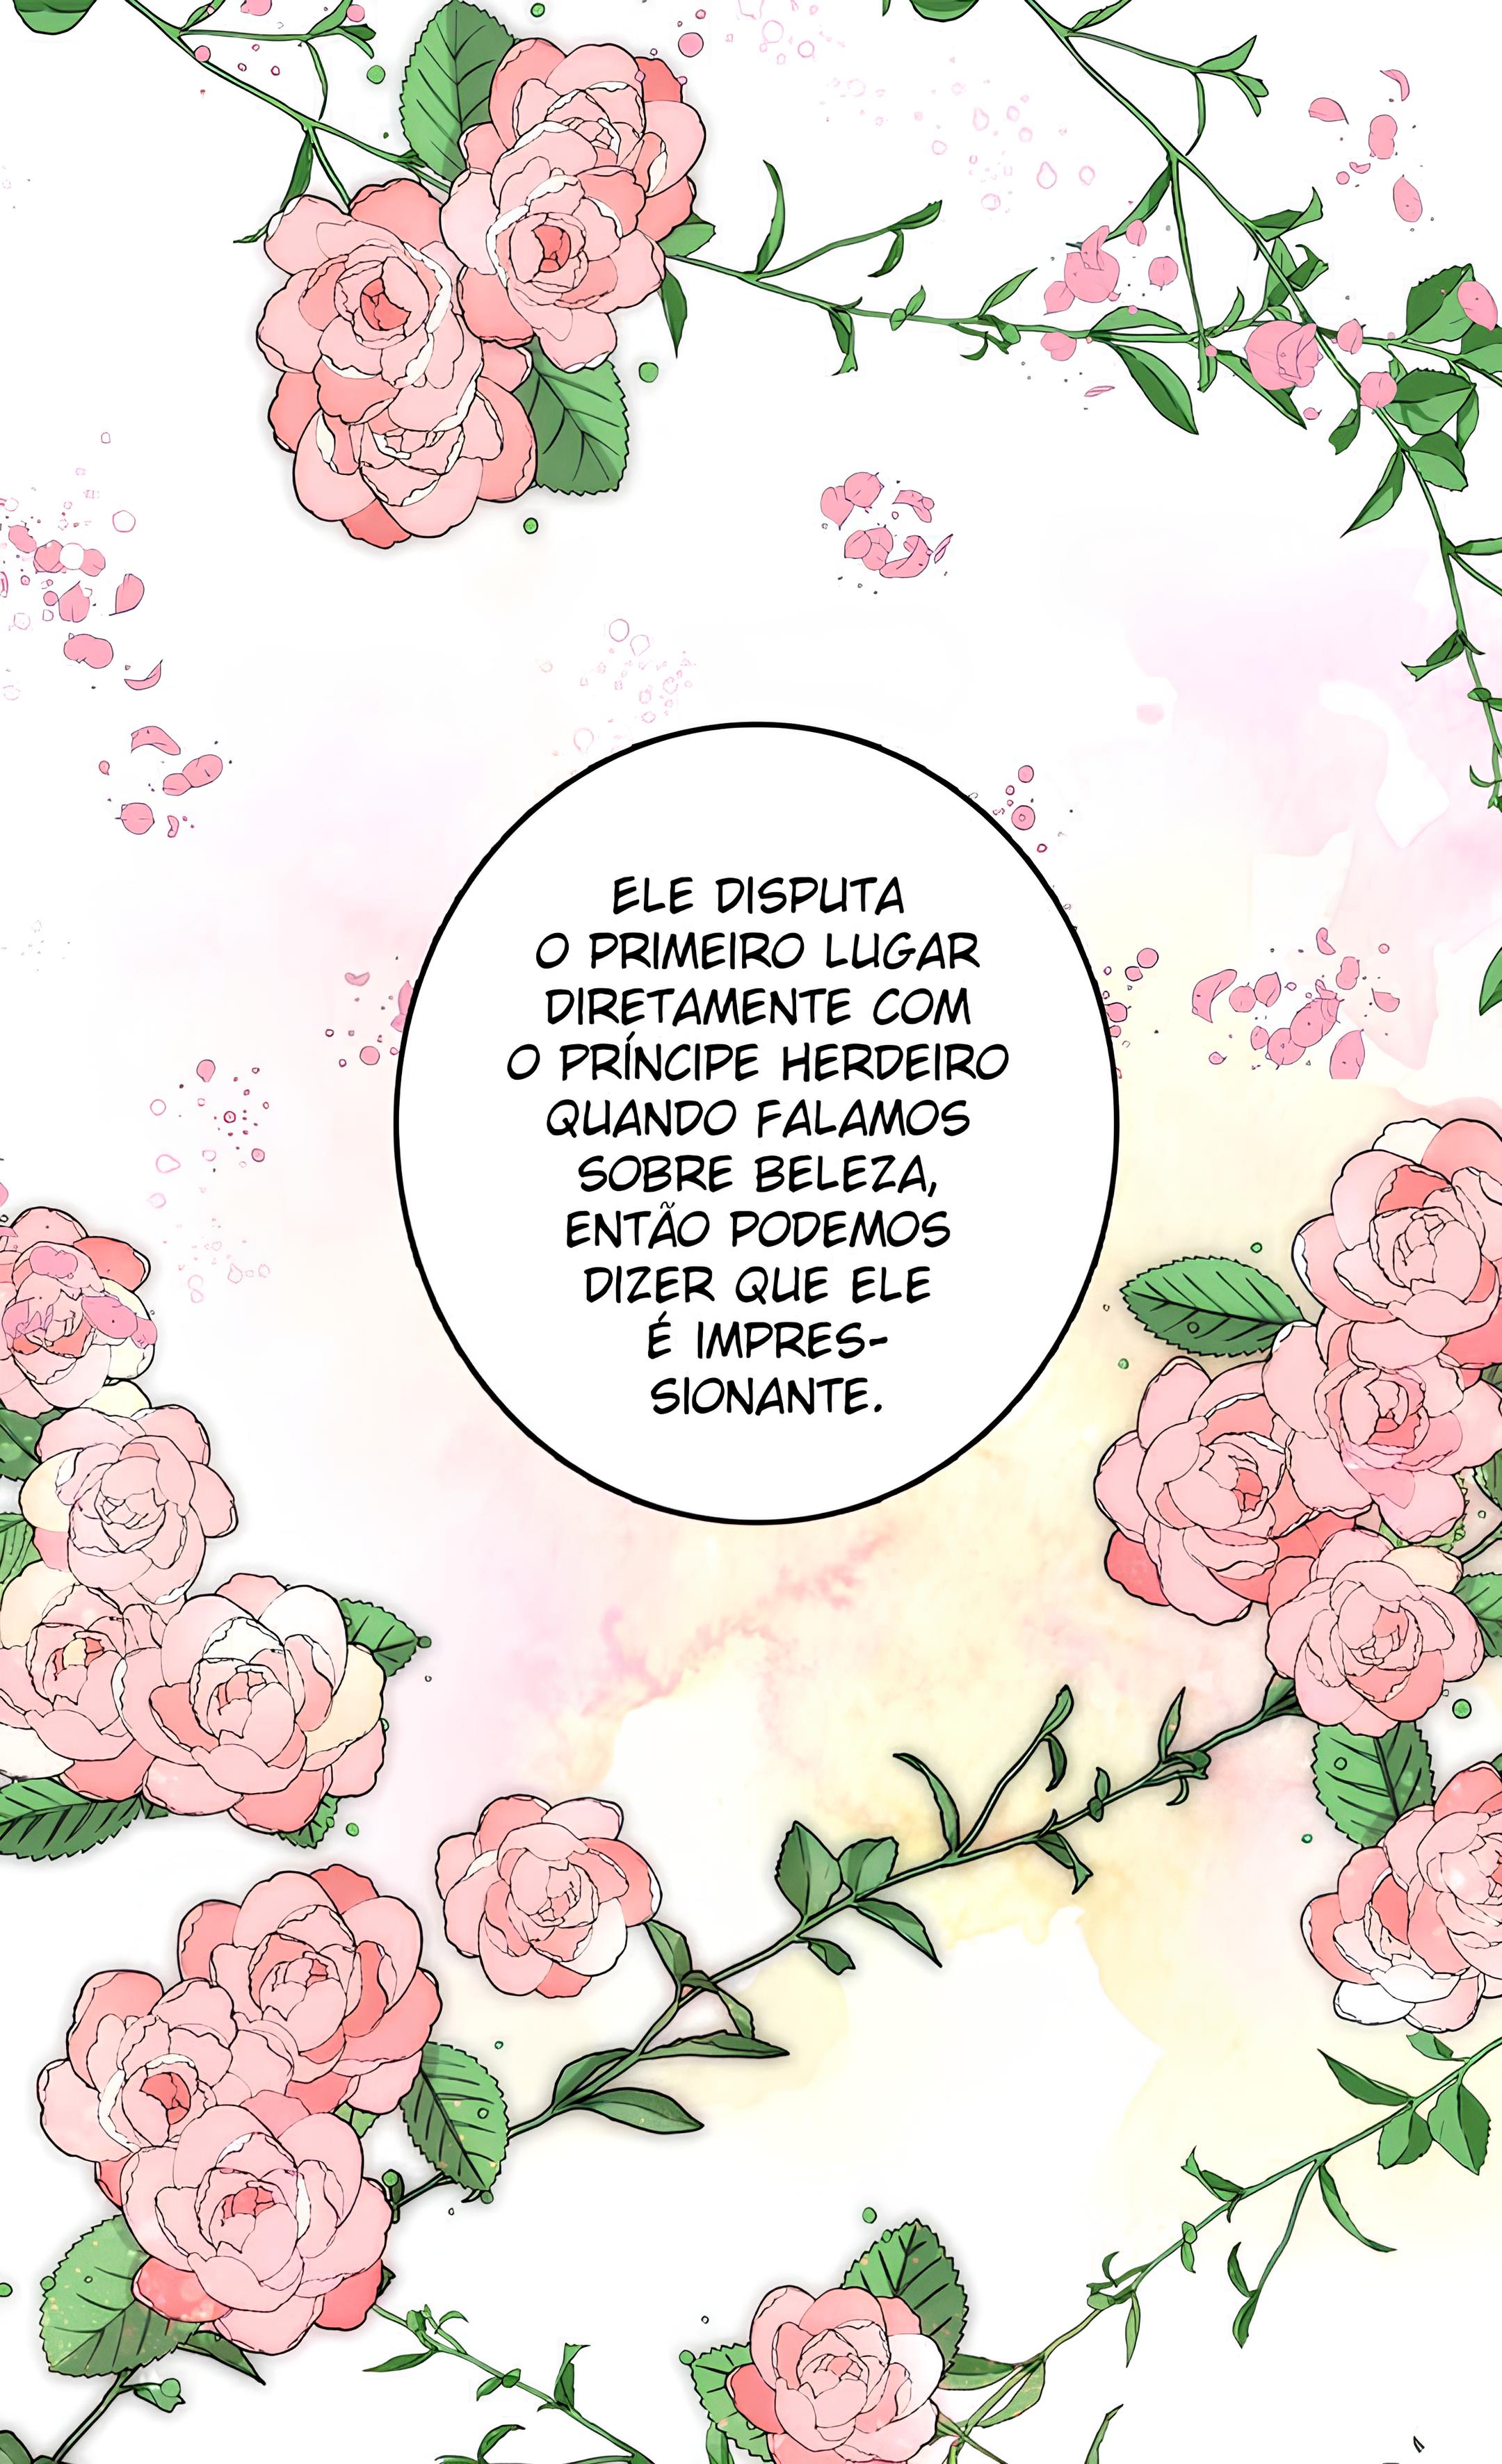 ELE DISPUTA
O PRIMEIRO LUGAR
DIRETAMENTE COM
O PRÍNCIPE HERDEIRO
QUANDO FALAMOS
SOBRE BELEZA,
ENTÃO PODEMOS
DIZER QUE ELE
É IMPRES-
SIONANTE.